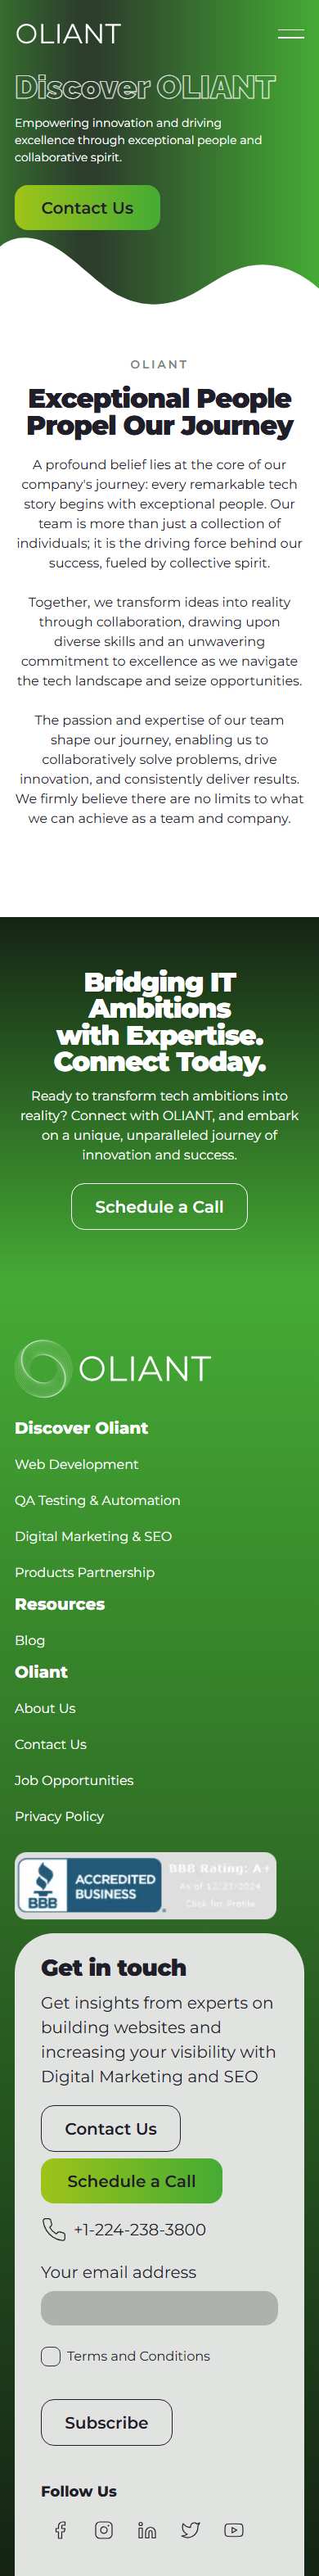 OLIANT
Discover OLIANT
Empowering innovation and driving
excellence through exceptional people and
collaborative spirit.
Contact Us
OLIANT
Exceptional People
Propel Our Journey
A profound belief lies at the core of our
company's journey: every remarkable tech
story begins with exceptional people. Our
team is more than just a collection of
individuals; it is the driving force behind our
success, fueled by collective spirit.
Together, we transform ideas into reality
through collaboration, drawing upon
diverse skills and an unwavering
commitment to excellence as we navigate
the tech landscape and seize opportunities.
The passion and expertise of our team
shape our journey, enabling us to
collaboratively solve problems, drive
innovation, and consistently deliver results.
We firmly believe there are no limits to what
we can achieve as a team and company.
Bridging IT
Ambitions
with Expertise.
Connect Today.
Ready to transform tech ambitions into
reality? Connect with OLIANT, and embark
on a unique, unparalleled journey of
innovation and success.
Schedule a Call
OLIANT
Discover Oliant
Web Development
QA Testing & Automation
Digital Marketing & SEO
Products Partnership
Resources
Blog
Oliant
About Us
Contact Us
Job Opportunities
Privacy Policy
BBB
ACCREDITED
BUSINESS
BBB Rating: A+
Click for Profile
Get in touch
Get insights from experts on
building websites and
increasing your visibility with
Digital Marketing and SEO
Contact Us
Schedule a Call
+1-224-238-3800
Your email address
Terms and Conditions
Subscribe
Follow Us